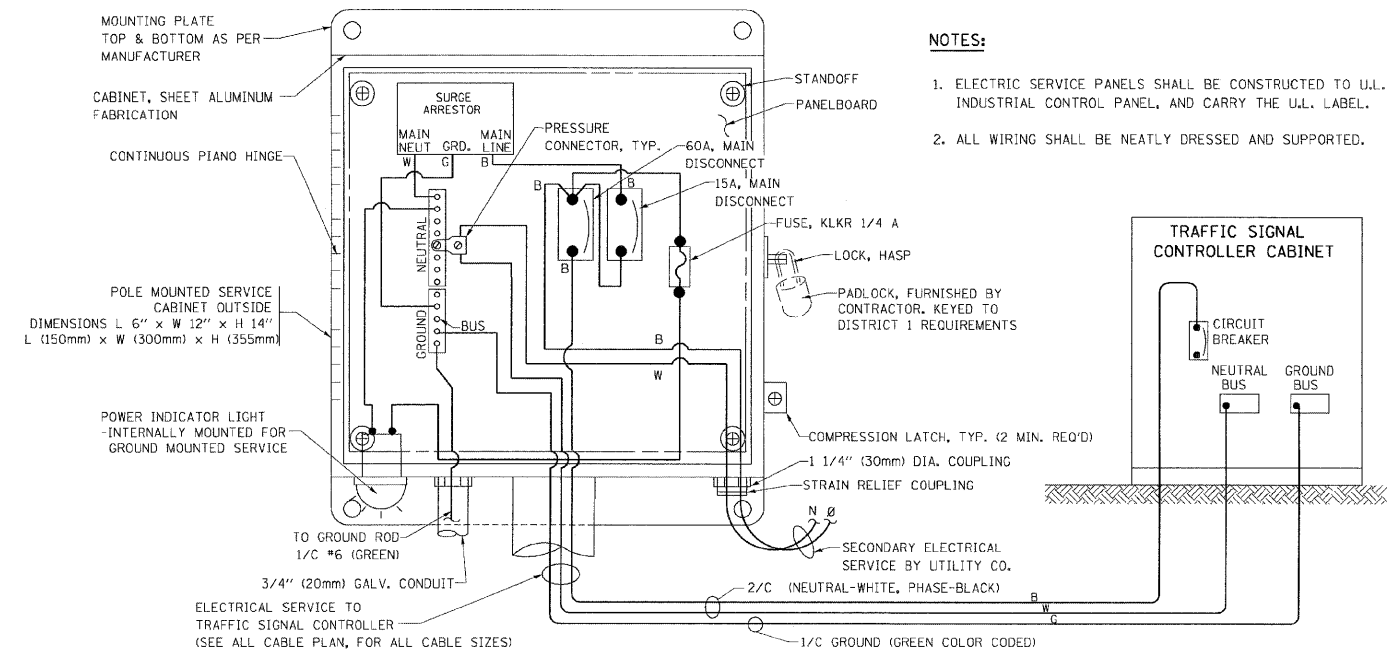 MOUNTING PLATE
TOP & BOTTOM AS PER
MANUFACTURER
CABINET, SHEET ALUMINUM
FABRICATION
CONTINUOUS PIANO HINGE
POLE MOUNTED SERVICE
CABINET OUTSIDE
DIMENSIONS L 6" x W 12" x H 14"
L (150mm) x W (300mm) x H (355mm)
POWER INDICATOR LIGHT
-INTERNALLY MOUNTED FOR
GROUND MOUNTED SERVICE
SURGE
ARRESTOR
MAIN
NEUT
GRD.
MAIN
LINE
W
G
B
NEUTRAL
GROUND
BUS
PRESSURE
CONNECTOR, TYP.
60A, MAIN
DISCONNECT
15A, MAIN
DISCONNECT
B
B
B
B
W
STANDOFF
PANELBOARD
FUSE, KLKR 1/4 A
LOCK, HASP
PADLOCK, FURNISHED BY
CONTRACTOR. KEYED TO
DISTRICT 1 REQUIREMENTS
COMPRESSION LATCH, TYP. (2 MIN. REQ'D)
1 1/4" (30mm) DIA. COUPLING
STRAIN RELIEF COUPLING
N Ø
SECONDARY ELECTRICAL
SERVICE BY UTILITY CO.
TO GROUND ROD
1/C #6 (GREEN)
3/4" (20mm) GALV. CONDUIT
ELECTRICAL SERVICE TO
TRAFFIC SIGNAL CONTROLLER
(SEE ALL CABLE PLAN, FOR ALL CABLE SIZES)
2/C (NEUTRAL-WHITE, PHASE-BLACK)
B
W
G
1/C GROUND (GREEN COLOR CODED)
NOTES:
1. ELECTRIC SERVICE PANELS SHALL BE CONSTRUCTED TO U.L.
INDUSTRIAL CONTROL PANEL, AND CARRY THE U.L. LABEL.
2. ALL WIRING SHALL BE NEATLY DRESSED AND SUPPORTED.
TRAFFIC SIGNAL
CONTROLLER CABINET
CIRCUIT
BREAKER
NEUTRAL
BUS
GROUND
BUS